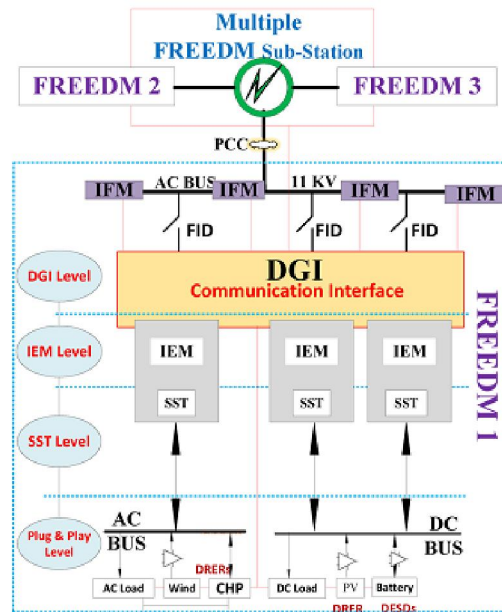 Multiple
FREEDM Sub-Station
FREEDM 2
FREEDM 3
PCC
IFM
AC BUS
IFM
11 KV
IFM
IFM
FID
FID
FID
DGI
Communication Interface
DGI Level
IEM Level
SST Level
Plug & Play
Level
IEM
IEM
IEM
SST
SST
SST
FREEDM 1
AC
BUS
DC
BUS
DRERs
AC Load
Wind
CHP
DC Load
PV
Battery
DRER
DESDs